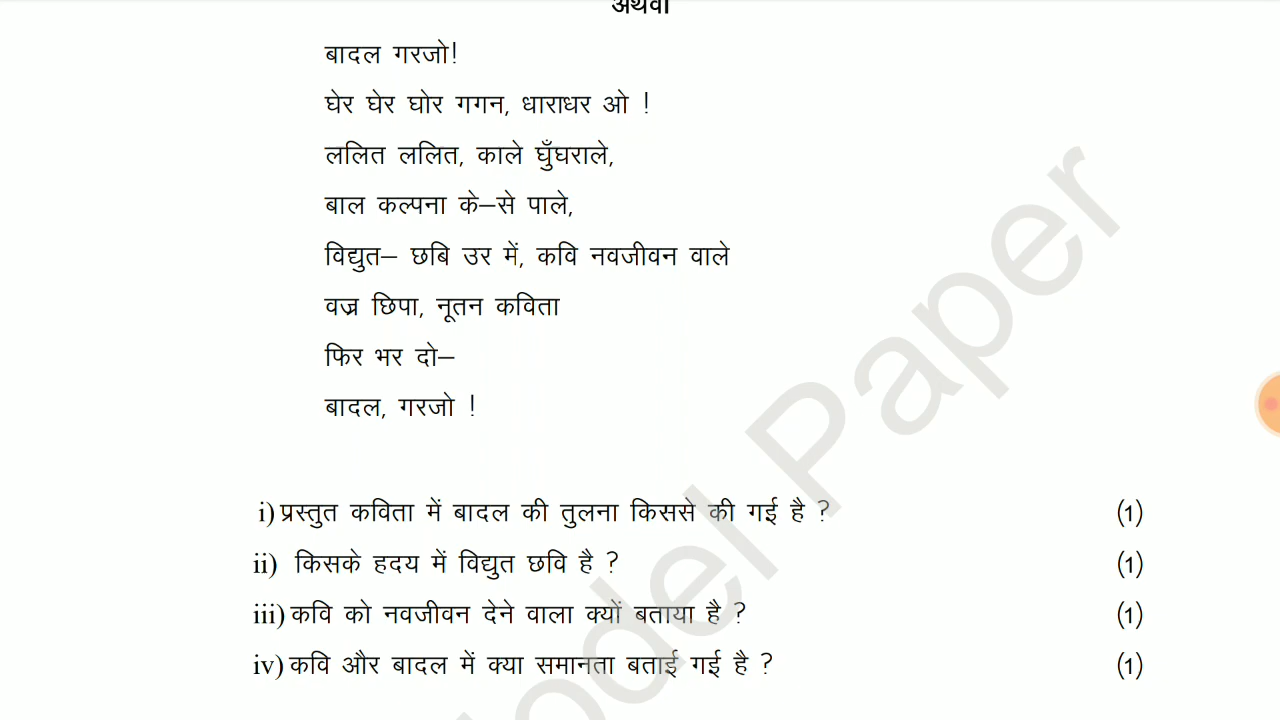 अथवा
बादल गरजो!
घेर घेर घोर गगन, धाराधर ओ !
ललित ललित, काले घुँघराले,
बाल कल्पना के–से पाले,
विद्युत– छबि उर में, कवि नवजीवन वाले
वज्र छिपा, नूतन कविता
फिर भर दो–
बादल, गरजो !
i) प्रस्तुत कविता में बादल की तुलना किससे की गई है ? (1)
ii) किसके हृदय में विद्युत छवि है ? (1)
iii) कवि को नवजीवन देने वाला क्यों बताया है ? (1)
iv) कवि और बादल में क्या समानता बताई गई है ? (1)
Model Paper